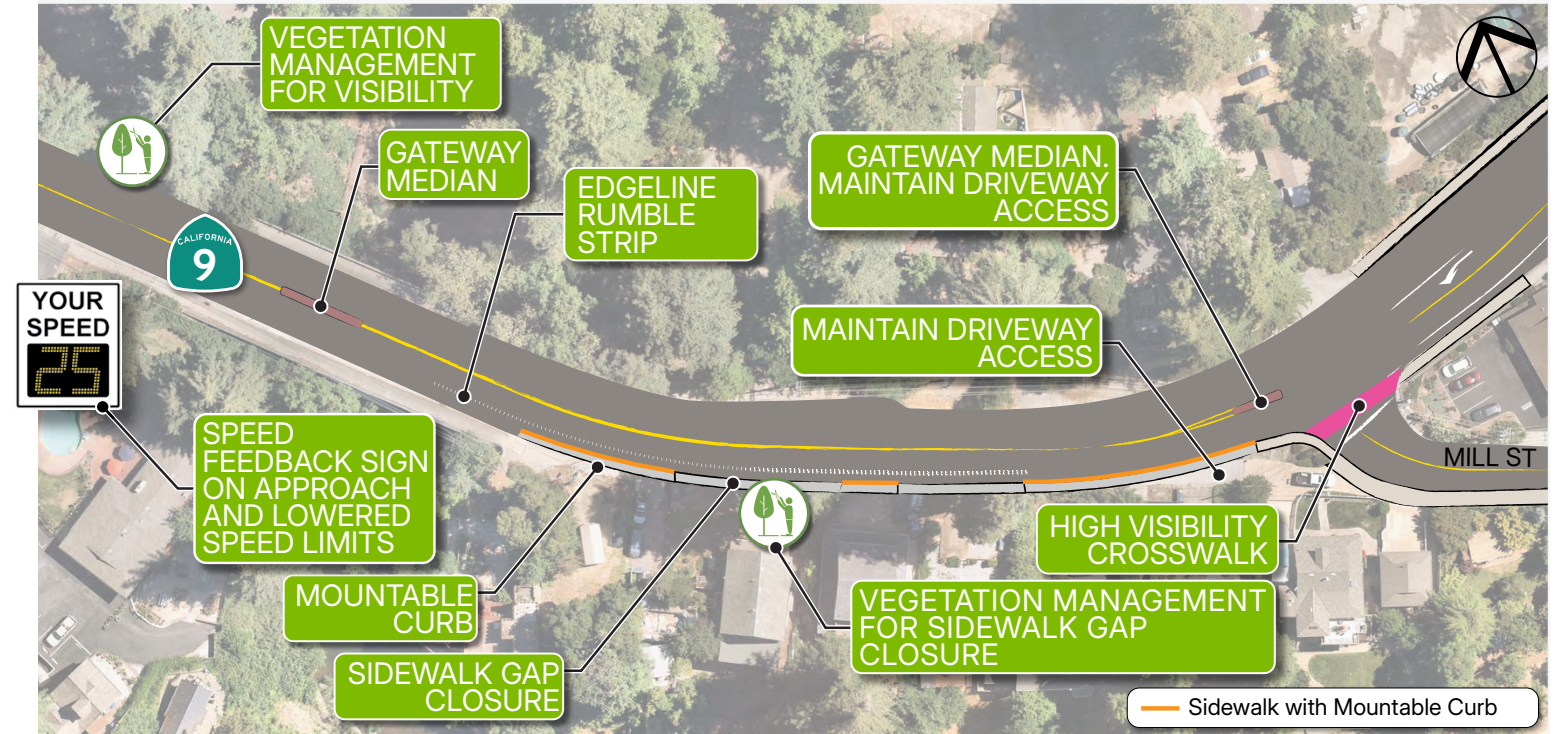 VEGETATION
MANAGEMENT
FOR VISIBILITY
GATEWAY
MEDIAN
EDGELINE
RUMBLE
STRIP
GATEWAY MEDIAN.
MAINTAIN DRIVEWAY
ACCESS
CALIFORNIA
9
YOUR
SPEED
25
MAINTAIN DRIVEWAY
ACCESS
SPEED
FEEDBACK SIGN
ON APPROACH
AND LOWERED
SPEED LIMITS
MILL ST
HIGH VISIBILITY
CROSSWALK
MOUNTABLE
CURB
VEGETATION MANAGEMENT
FOR SIDEWALK GAP
CLOSURE
SIDEWALK GAP
CLOSURE
Sidewalk with Mountable Curb